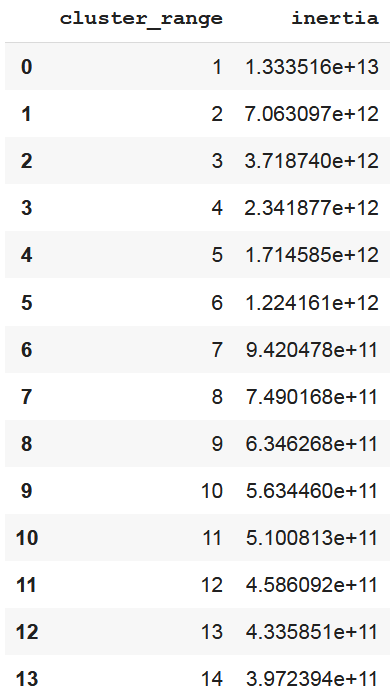 cluster_range inertia
0 1 1.333516e+13
1 2 7.063097e+12
2 3 3.718740e+12
3 4 2.341877e+12
4 5 1.714585e+12
5 6 1.224161e+12
6 7 9.420478e+11
7 8 7.490168e+11
8 9 6.346268e+11
9 10 5.634460e+11
10 11 5.100813e+11
11 12 4.586092e+11
12 13 4.335851e+11
13 14 3.972394e+11